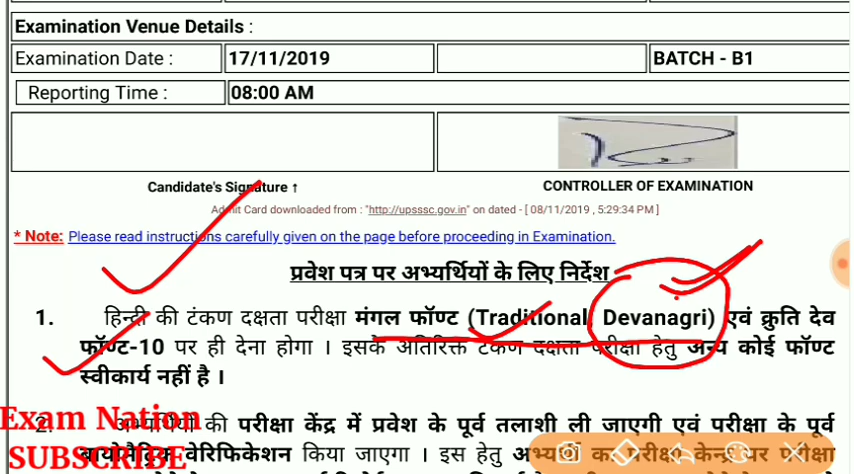 Examination Venue Details :
Examination Date : 17/11/2019 BATCH - B1
Reporting Time : 08:00 AM
Candidate's Signature ↑ CONTROLLER OF EXAMINATION
Admit Card downloaded from : "http://upsssc.gov.in" on dated - [ 08/11/2019 , 5:29:34 PM ]
* Note: Please read instructions carefully given on the page before proceeding in Examination.
प्रवेश पत्र पर अभ्यर्थियों के लिए निर्देश
1. हिन्दी की टंकण दक्षता परीक्षा मंगल फॉण्ट (Traditional Devanagri) एवं क्रुति देव
फॉण्ट-10 पर ही देना होगा । इसके अतिरिक्त टंकण दक्षता परीक्षा हेतु अन्य कोई फॉण्ट
स्वीकार्य नहीं है ।
2. अभ्यर्थियों की परीक्षा केंद्र में प्रवेश के पूर्व तलाशी ली जाएगी एवं परीक्षा के पूर्व
बायोमैट्रिक वेरिफिकेशन किया जाएगा । इस हेतु
Exam Nation
SUBSCRIBE